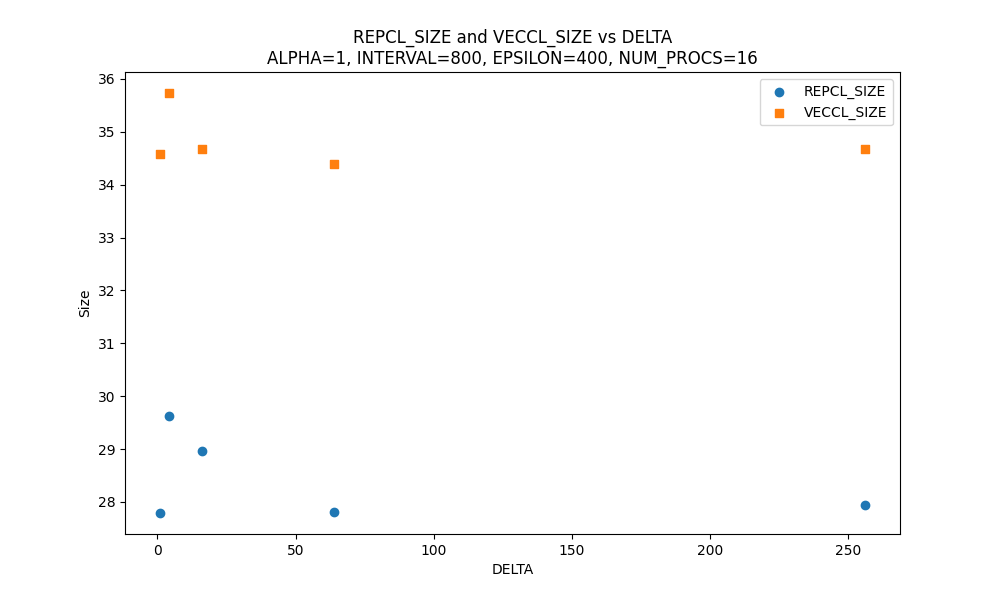 REPCL_SIZE and VECCL_SIZE vs DELTA
ALPHA=1, INTERVAL=800, EPSILON=400, NUM_PROCS=16
REPCL_SIZE
VECCL_SIZE
36
35
34
33
32
31
30
29
28
Size
0 50 100 150 200 250
DELTA